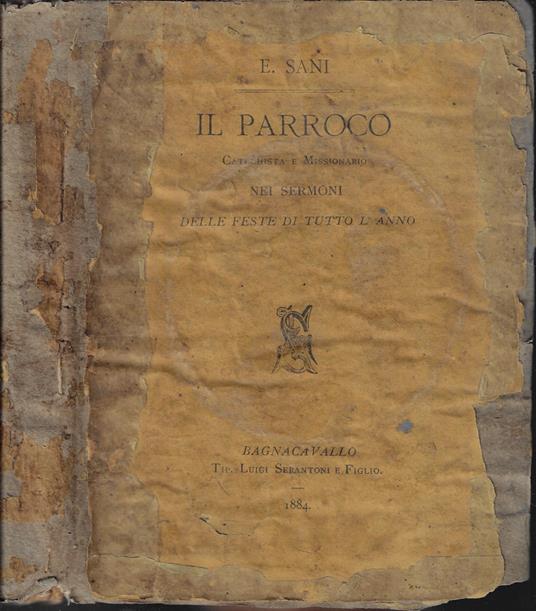 E. SANI
IL PARROCO
CATECHISTA E MISSIONARIO
NEI SERMONI
DELLE FESTE DI TUTTO L' ANNO
BAGNACAVALLO
TIP. LUIGI SERANTONI E FIGLIO.
1884.